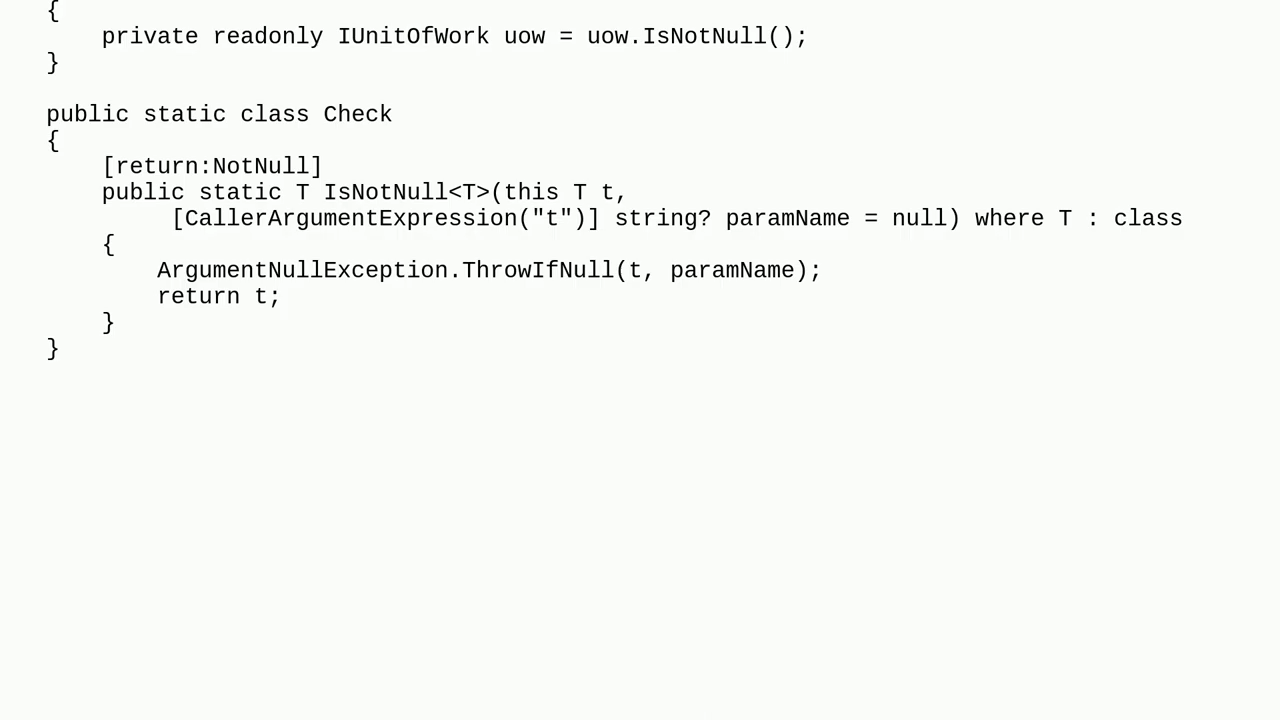 {
    private readonly IUnitOfWork uow = uow.IsNotNull();
}
public static class Check
{
    [return:NotNull]
    public static T IsNotNull<T>(this T t,
         [CallerArgumentExpression("t")] string? paramName = null) where T : class
    {
        ArgumentNullException.ThrowIfNull(t, paramName);
        return t;
    }
}